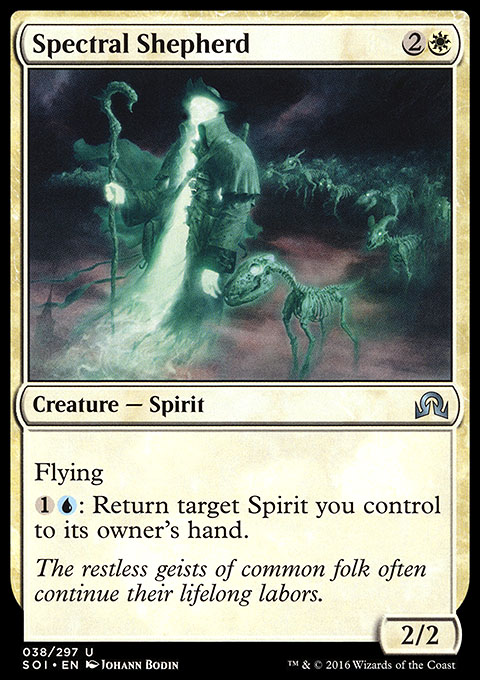 Spectral Shepherd 2
Creature — Spirit
Flying
1: Return target Spirit you control
to its owner's hand.
The restless geists of common folk often
continue their lifelong labors.
2/2
038/297 U
SOI • EN Johann Bodin
™ & © 2016 Wizards of the Coast